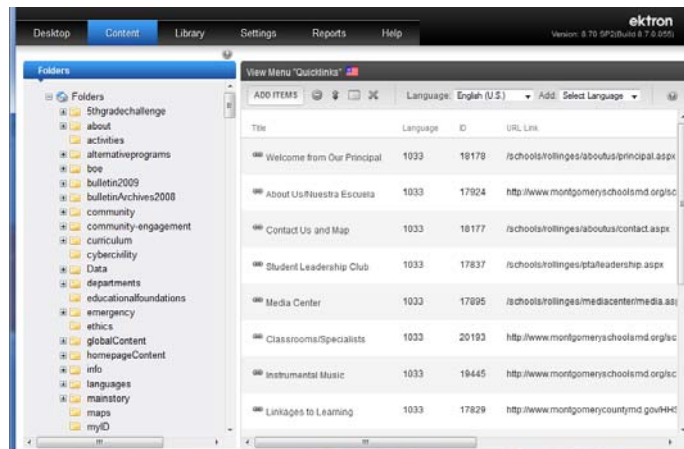 ektron
Desktop Content Library Settings Reports Help
Version: 8.70 SP2(Build 8.7.0.055)
Folders
View Menu "Quicklinks"
ADD ITEMS Language: English (U.S.) Add: Select Language
Title Language ID URL Link
Folders
5thgradechallenge
about
activities
alternativeprograms
boe
bulletin2009
bulletinArchives2008
community
community-engagement
curriculum
cybercivility
Data
departments
educationalfoundations
emergency
ethics
globalContent
homepageContent
info
languages
mainstory
maps
myID
Welcome from Our Principal 1033 18178 /schools/rollinges/aboutus/principal.aspx
About Us/Nuestra Escuela 1033 17924 http://www.montgomeryschoolsmd.org/sc
Contact Us and Map 1033 18177 /schools/rollinges/aboutus/contact.aspx
Student Leadership Club 1033 17837 /schools/rollinges/pta/leadership.aspx
Media Center 1033 17895 /schools/rollinges/mediacenter/media.as
Classrooms/Specialists 1033 20193 http://www.montgomeryschoolsmd.org/sc
Instrumental Music 1033 19445 http://www.montgomeryschoolsmd.org/sc
Linkages to Learning 1033 17829 http://www.montgomerycountymd.gov/HHS